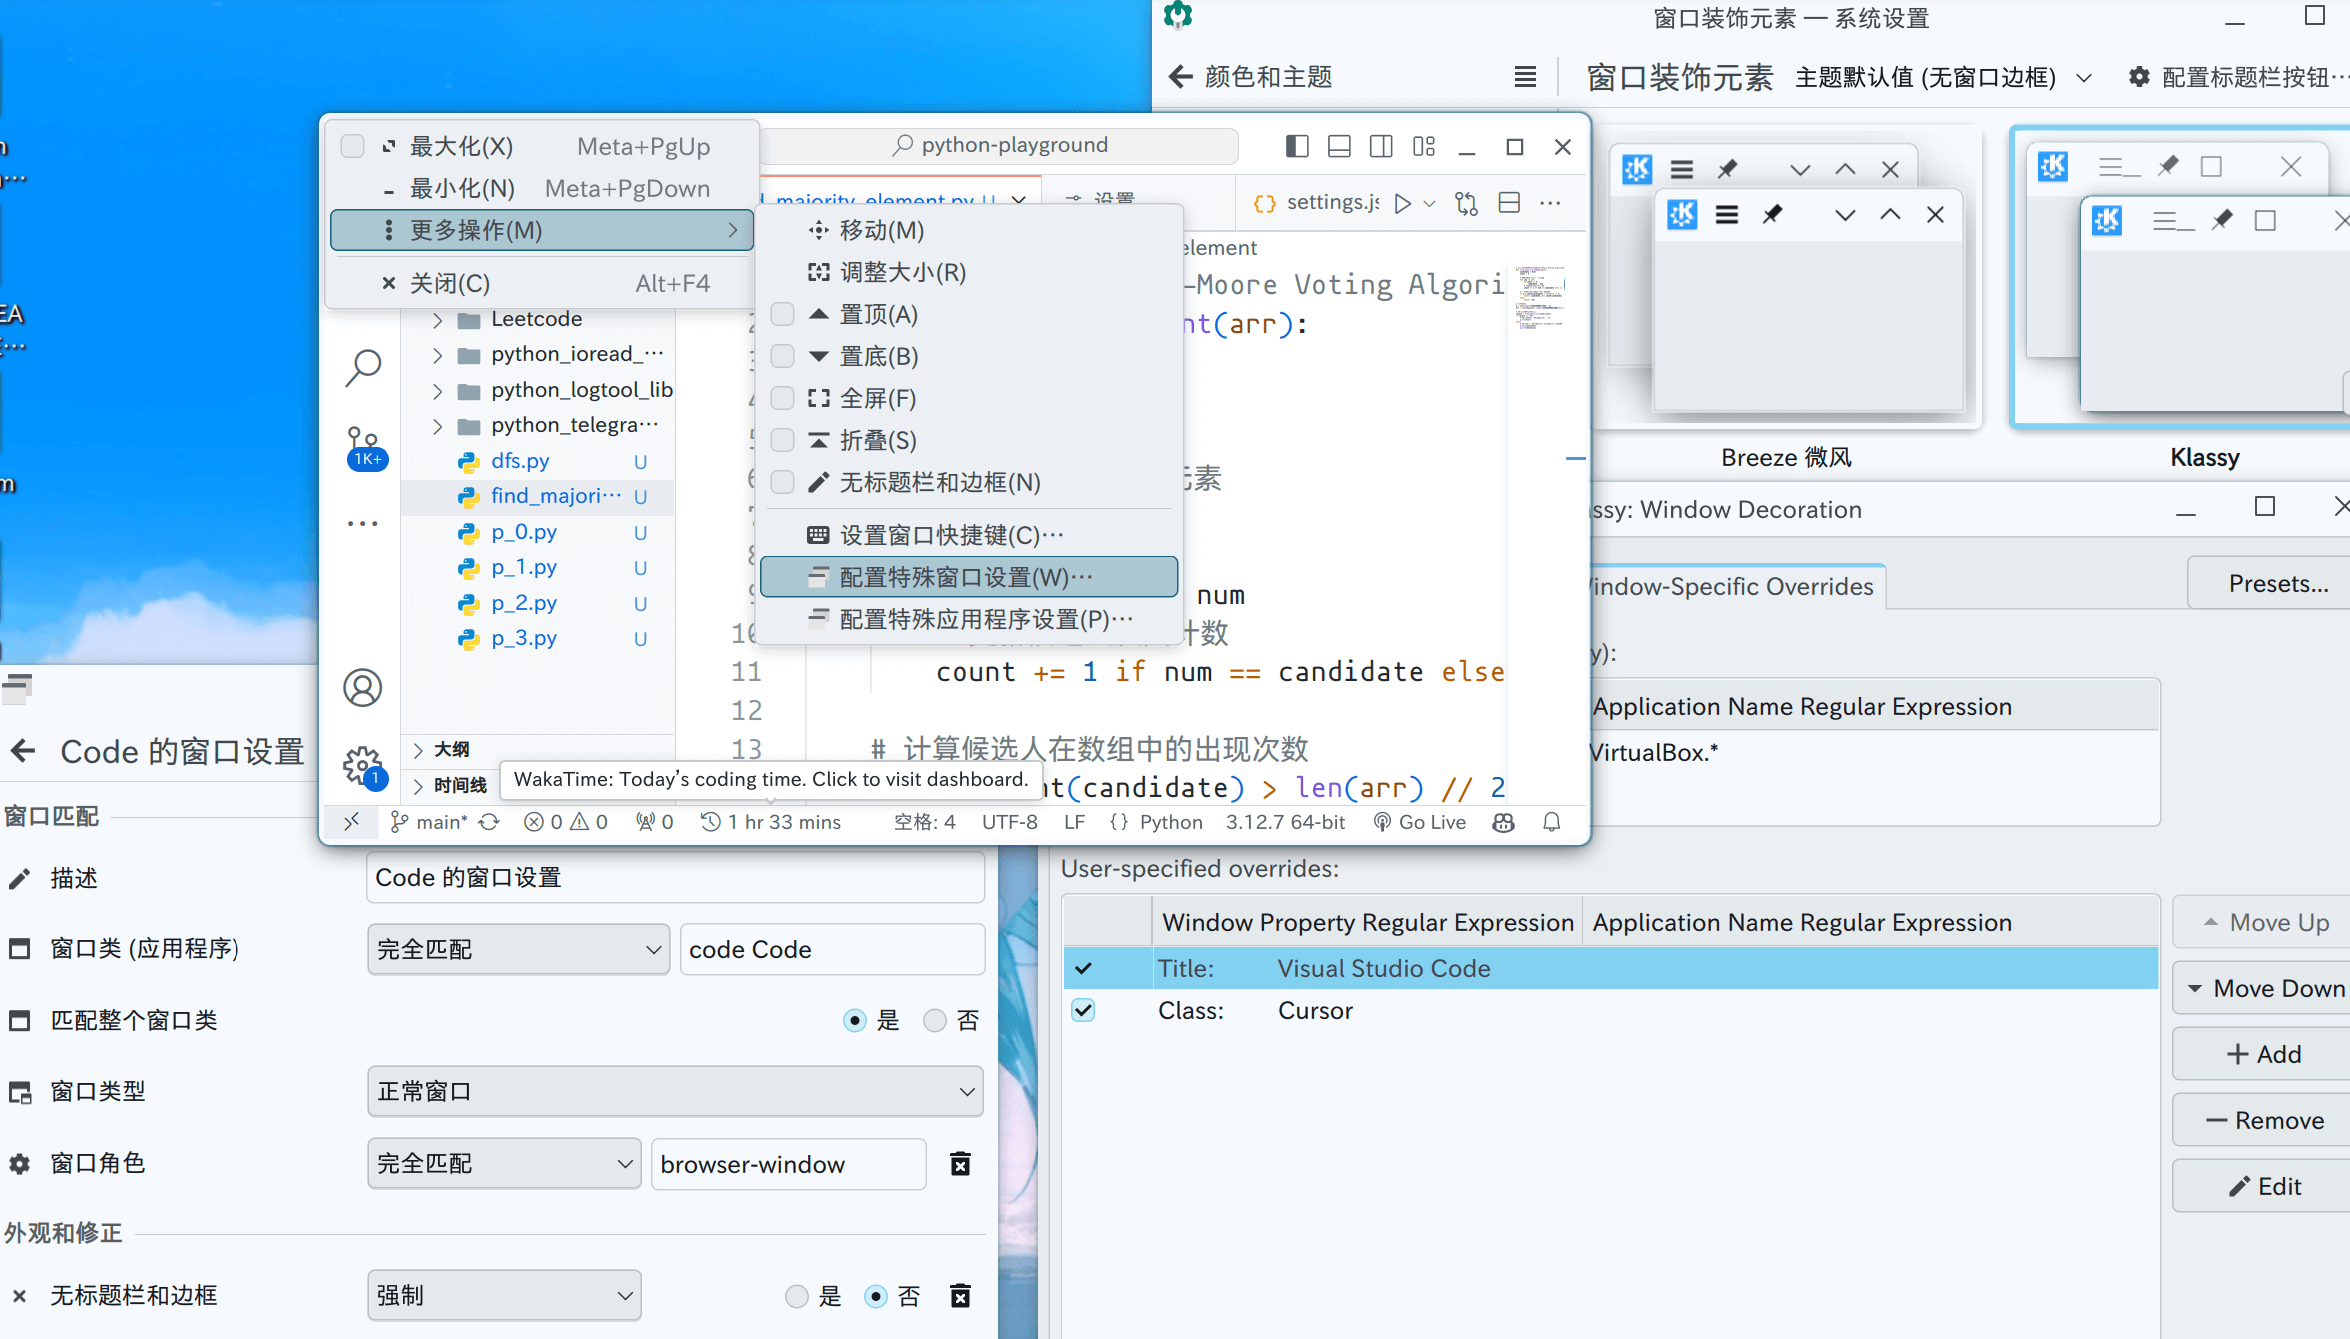 窗口装饰元素 — 系统设置
颜色和主题
窗口装饰元素
主题默认值 (无窗口边框)
配置标题栏按钮…
Breeze 微风
Klassy
最大化(X) Meta+PgUp
最小化(N) Meta+PgDown
更多操作(M)
关闭(C) Alt+F4
python-playground
设置
settings.js
移动(M)
调整大小(R)
置顶(A)
置底(B)
全屏(F)
折叠(S)
无标题栏和边框(N)
设置窗口快捷键(C)…
配置特殊窗口设置(W)…
配置特殊应用程序设置(P)…
element
-Moore Voting Algori
nt(arr):
元素
num
计数
11 count += 1 if num == candidate else
12
13 # 计算候选人在数组中的出现次数
nt(candidate) > len(arr) // 2
Leetcode
python_ioread_…
python_logtool_lib
python_telegra…
dfs.py U
find_majori… U
p_0.py U
p_1.py U
p_2.py U
p_3.py U
1K+
大纲
时间线
1
WakaTime: Today's coding time. Click to visit dashboard.
main* 0 0 0 1 hr 33 mins 空格: 4 UTF-8 LF {} Python 3.12.7 64-bit Go Live
Code 的窗口设置
窗口匹配
描述 Code 的窗口设置
窗口类 (应用程序) 完全匹配 code Code
匹配整个窗口类 是 否
窗口类型 正常窗口
窗口角色 完全匹配 browser-window
外观和修正
无标题栏和边框 强制 是 否
ssy: Window Decoration
Window-Specific Overrides
Presets...
y):
Application Name Regular Expression
VirtualBox.*
User-specified overrides:
Window Property Regular Expression Application Name Regular Expression
Title: Visual Studio Code
Class: Cursor
Move Up
Move Down
Add
Remove
Edit